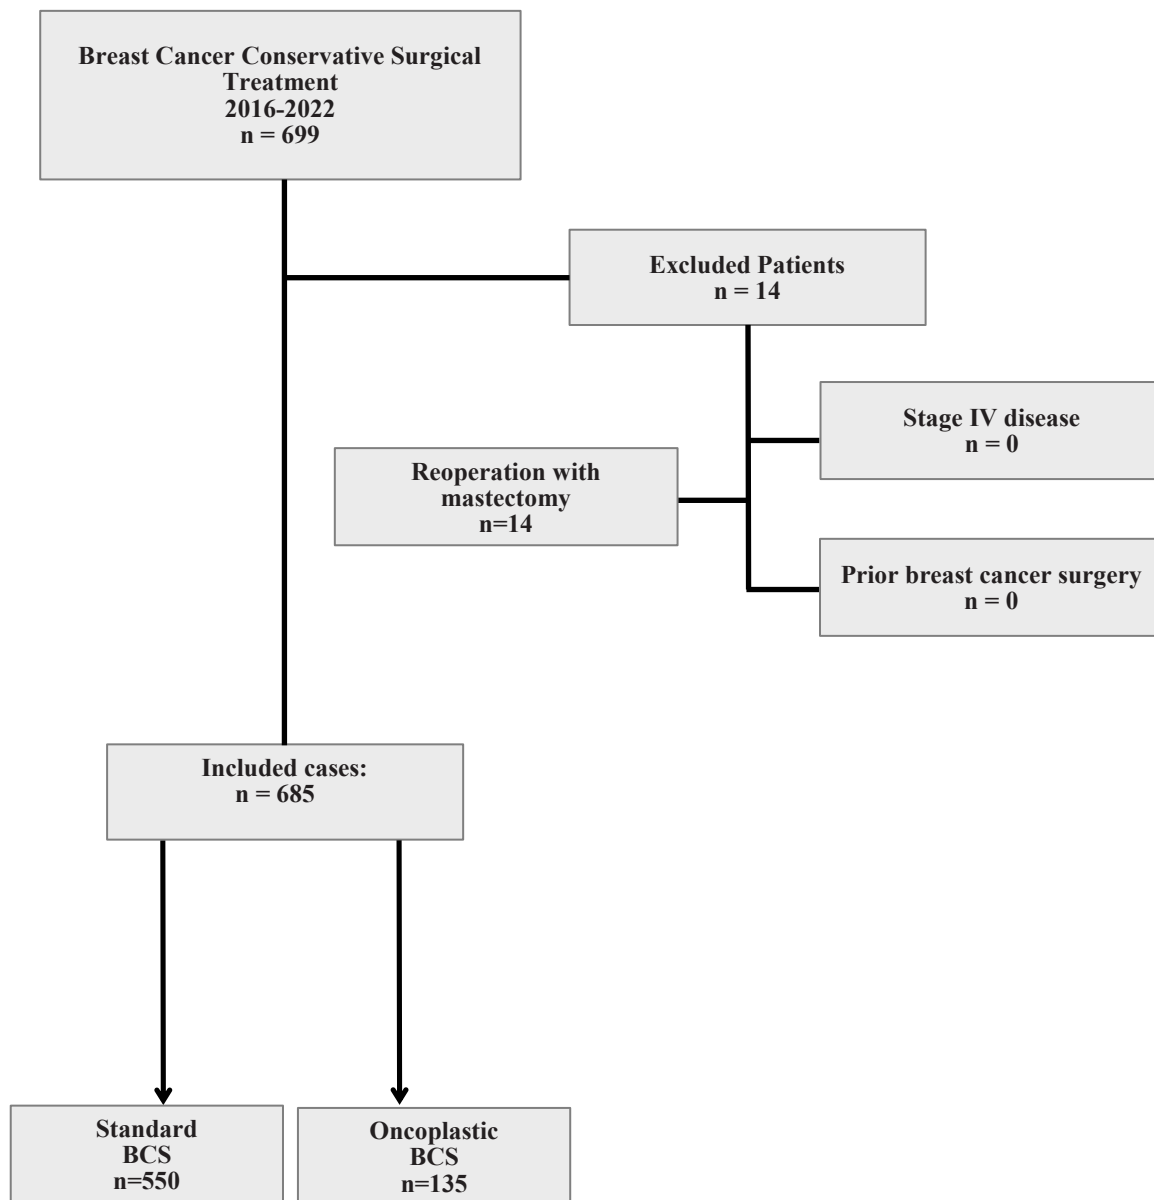 Breast Cancer Conservative Surgical
Treatment
2016-2022
n = 699
Excluded Patients
n = 14
Stage IV disease
n = 0
Reoperation with
mastectomy
n=14
Prior breast cancer surgery
n = 0
Included cases:
n = 685
Standard
BCS
n=550
Oncoplastic
BCS
n=135